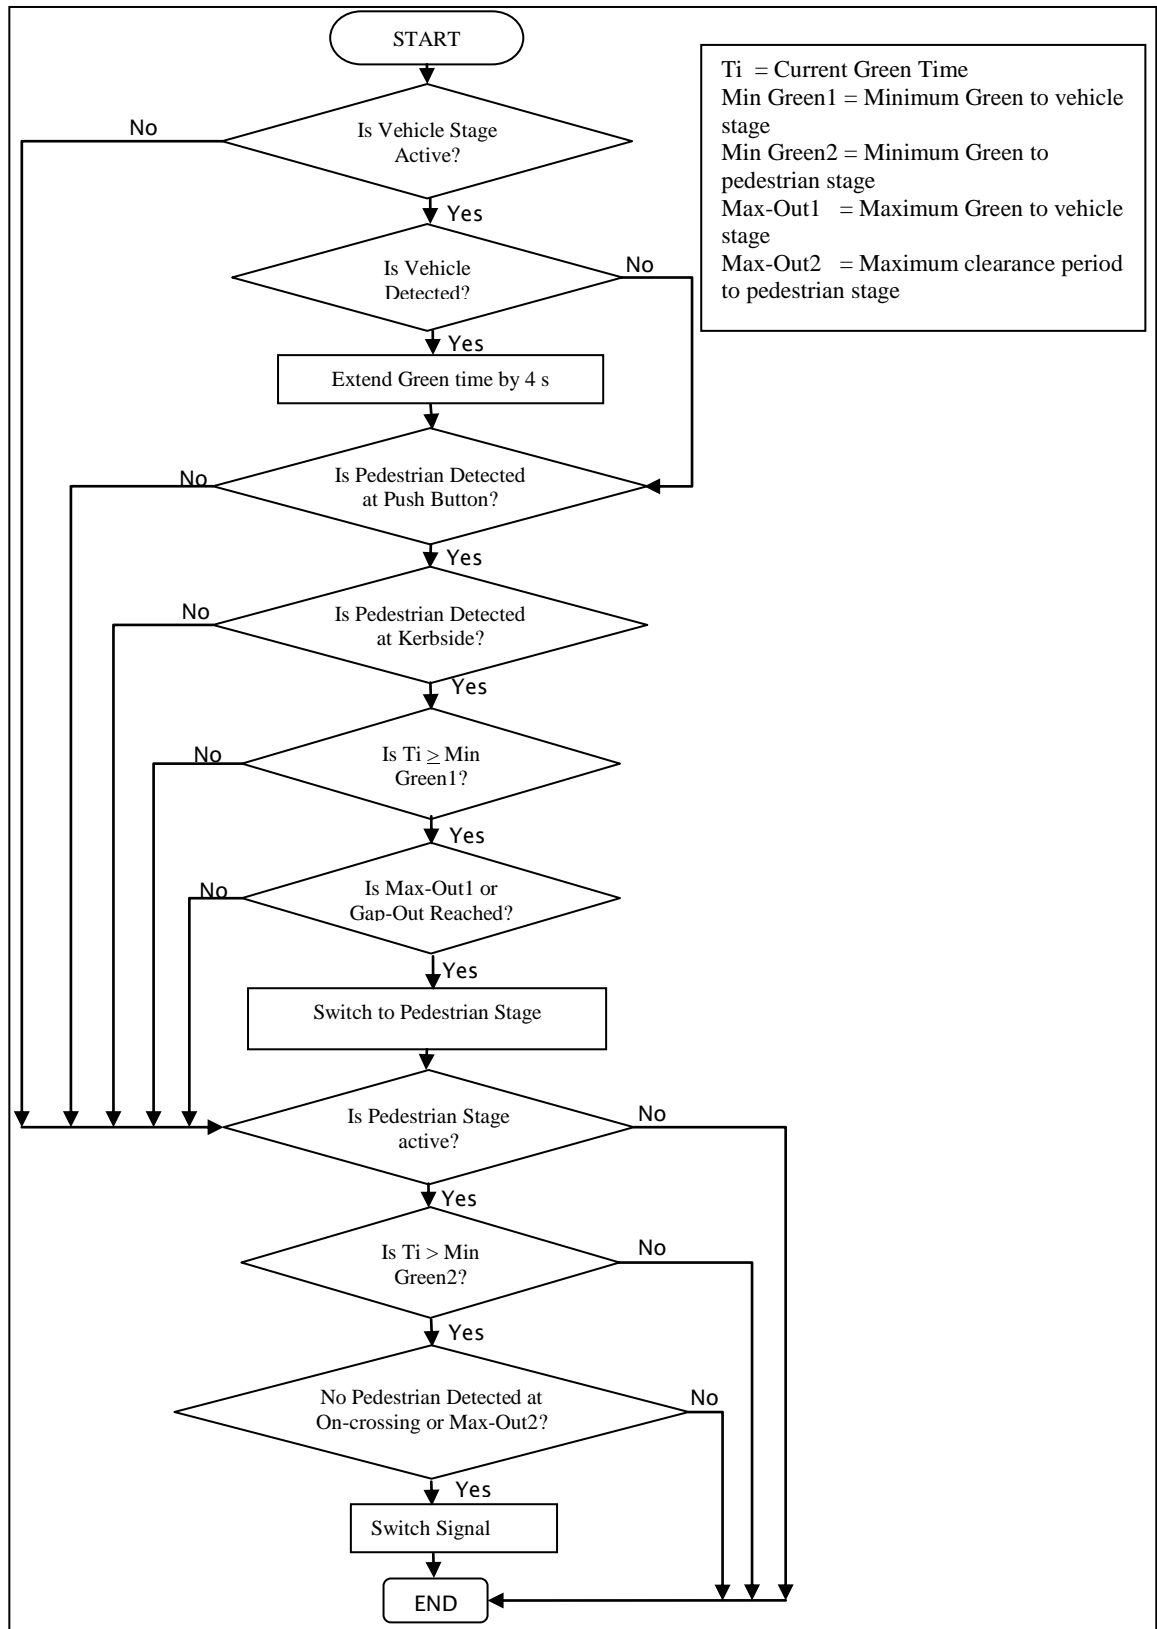 START
Ti = Current Green Time
Min Green1 = Minimum Green to vehicle
stage
Min Green2 = Minimum Green to
pedestrian stage
Max-Out1 = Maximum Green to vehicle
stage
Max-Out2 = Maximum clearance period
to pedestrian stage
No
Is Vehicle Stage
Active?
Yes
Is Vehicle
Detected?
No
Yes
Extend Green time by 4 s
No
Is Pedestrian Detected
at Push Button?
Yes
No
Is Pedestrian Detected
at Kerbside?
Yes
No
Is Ti ≥ Min
Green1?
Yes
No
Is Max-Out1 or
Gap-Out Reached?
Yes
Switch to Pedestrian Stage
Is Pedestrian Stage
active?
No
Yes
Is Ti > Min
Green2?
No
Yes
No Pedestrian Detected at
On-crossing or Max-Out2?
No
Yes
Switch Signal
END